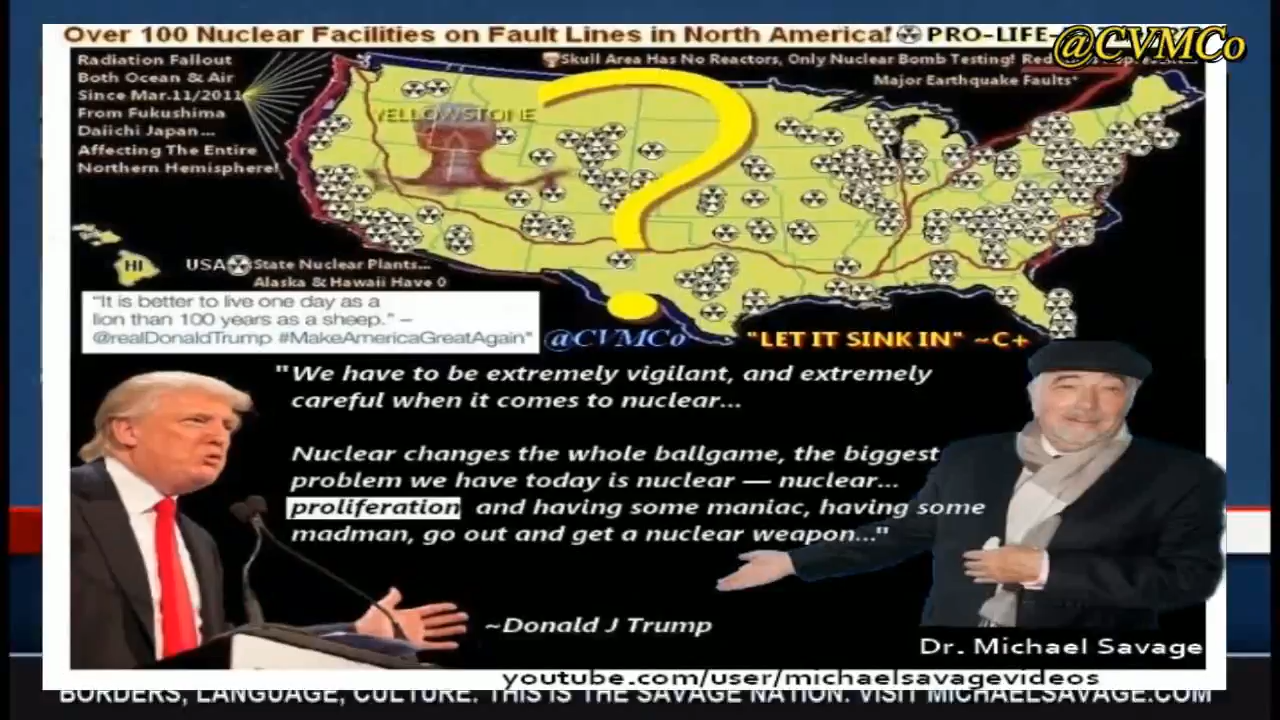 Over 100 Nuclear Facilities on Fault Lines in North America! PRO-LIFE-
@CVMCo
Radiation Fallout
Both Ocean & Air
Since Mar.11/2011
From Fukushima
Daiichi Japan...
Affecting The Entire
Northern Hemisphere!
Skull Area Has No Reactors, Only Nuclear Bomb Testing!
Major Earthquake Faults*
YELLOWSTONE
?
HI
USA State Nuclear Plants...
Alaska & Hawaii Have 0
"It is better to live one day as a
lion than 100 years as a sheep." –
@realDonaldTrump #MakeAmericaGreatAgain"
@CVMCo
"LET IT SINK IN" ~C+
"We have to be extremely vigilant, and extremely
careful when it comes to nuclear...
Nuclear changes the whole ballgame, the biggest
problem we have today is nuclear — nuclear...
proliferation and having some maniac, having some
madman, go out and get a nuclear weapon..."
~Donald J Trump
Dr. Michael Savage
youtube.com/user/michaelsavagevideos
BORDERS, LANGUAGE, CULTURE. THIS IS THE SAVAGE NATION. VISIT MICHAELSAVAGE.COM